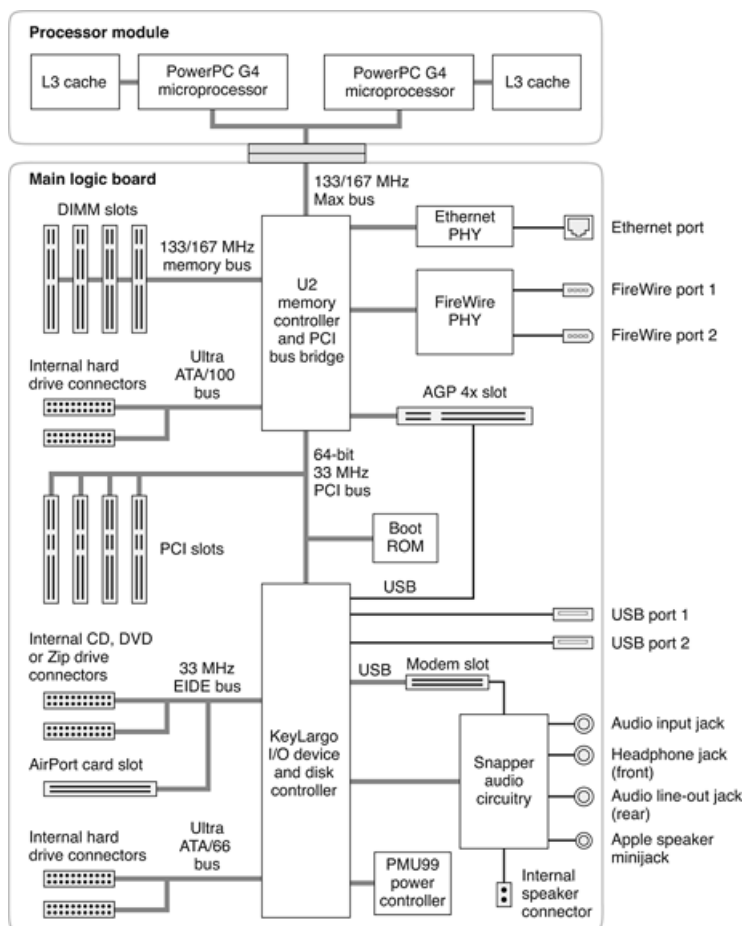 Processor module
L3 cache
PowerPC G4
microprocessor
PowerPC G4
microprocessor
L3 cache
Main logic board
133/167 MHz
Max bus
DIMM slots
133/167 MHz
memory bus
U2
memory
controller
and PCI
bus bridge
Ethernet
PHY
Ethernet port
FireWire
PHY
FireWire port 1
FireWire port 2
Internal hard
drive connectors
Ultra
ATA/100
bus
AGP 4x slot
64-bit
33 MHz
PCI bus
PCI slots
Boot
ROM
USB
USB port 1
USB port 2
Internal CD, DVD
or Zip drive
connectors
33 MHz
EIDE bus
USB
Modem slot
KeyLargo
I/O device
and disk
controller
Snapper
audio
circuitry
Audio input jack
Headphone jack
(front)
Audio line-out jack
(rear)
Apple speaker
minijack
AirPort card slot
Internal hard
drive connectors
Ultra
ATA/66
bus
PMU99
power
controller
Internal
speaker
connector